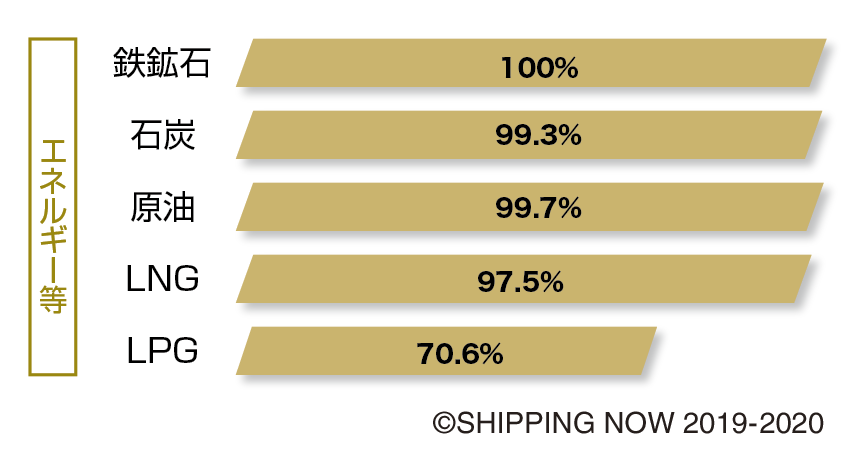 エネルギー等
鉄鉱石 100%
石炭 99.3%
原油 99.7%
LNG 97.5%
LPG 70.6%
©SHIPPING NOW 2019-2020